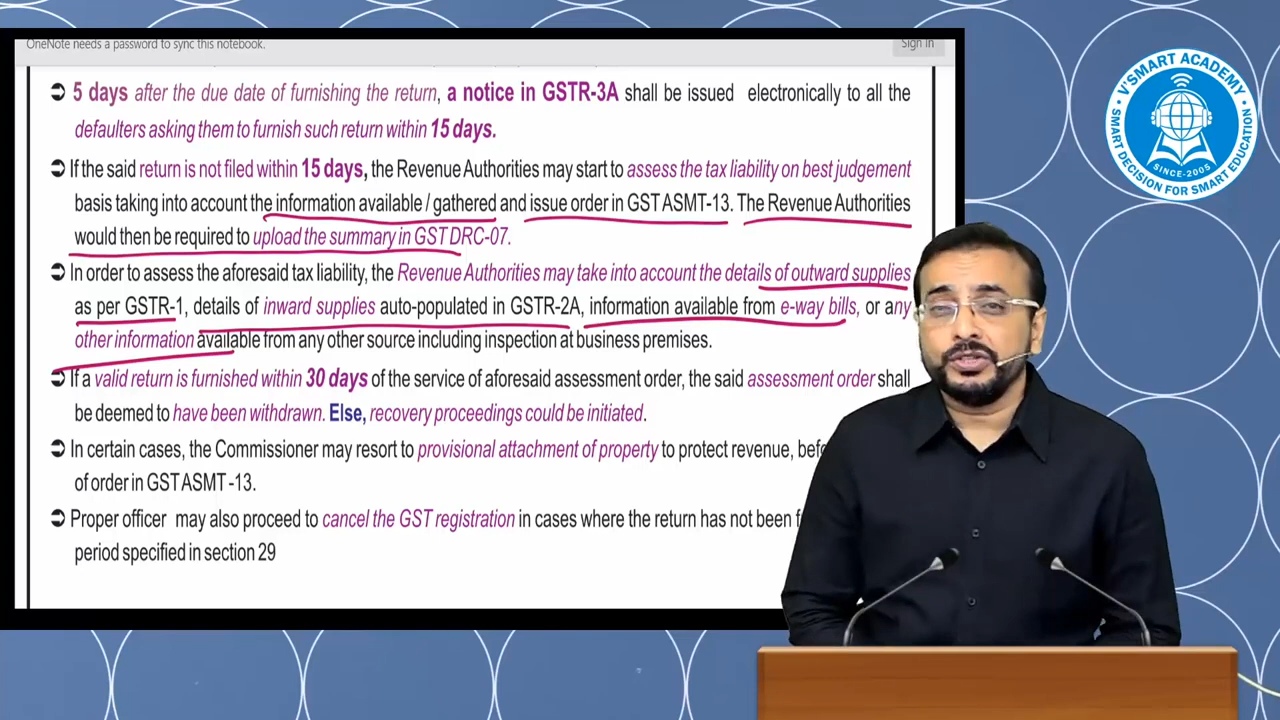 OneNote needs a password to sync this notebook.
Sign In
➲ 5 days after the due date of furnishing the return, a notice in GSTR-3A shall be issued electronically to all the
defaulters asking them to furnish such return within 15 days.
➲ If the said return is not filed within 15 days, the Revenue Authorities may start to assess the tax liability on best judgement
basis taking into account the information available / gathered and issue order in GST ASMT-13. The Revenue Authorities
would then be required to upload the summary in GST DRC-07.
➲ In order to assess the aforesaid tax liability, the Revenue Authorities may take into account the details of outward supplies
as per GSTR-1, details of inward supplies auto-populated in GSTR-2A, information available from e-way bills, or any
other information available from any other source including inspection at business premises.
➲ If a valid return is furnished within 30 days of the service of aforesaid assessment order, the said assessment order shall
be deemed to have been withdrawn. Else, recovery proceedings could be initiated.
➲ In certain cases, the Commissioner may resort to provisional attachment of property to protect revenue,
of order in GST ASMT -13.
➲ Proper officer may also proceed to cancel the GST registration in cases where the return has not been
period specified in section 29
V'SMART ACADEMY
SINCE-2005
SMART DECISION FOR SMART EDUCATION